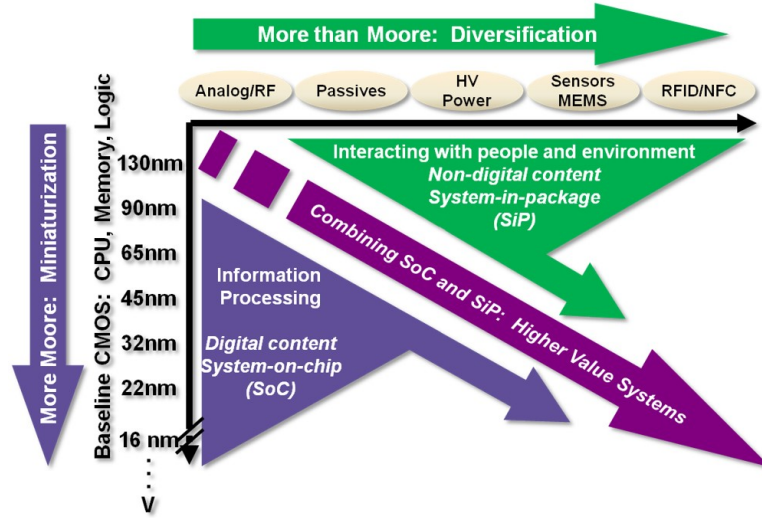 More than Moore: Diversification
Analog/RF
Passives
HV
Power
Sensors
MEMS
RFID/NFC
More Moore: Miniaturization
Baseline CMOS: CPU, Memory, Logic
130nm
90nm
65nm
45nm
32nm
22nm
16 nm
V
Interacting with people and environment
Non-digital content
System-in-package
(SiP)
Combining SoC and SiP: Higher Value Systems
Information
Processing
Digital content
System-on-chip
(SoC)